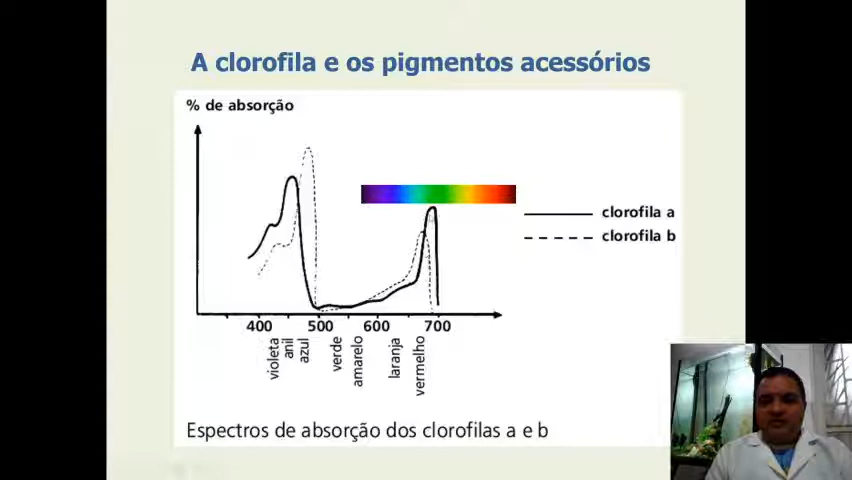 A clorofila e os pigmentos acessórios
% de absorção
clorofila a
clorofila b
400 500 600 700
violeta
anil
azul
verde
amarelo
laranja
vermelho
Espectros de absorção dos clorofilas a e b